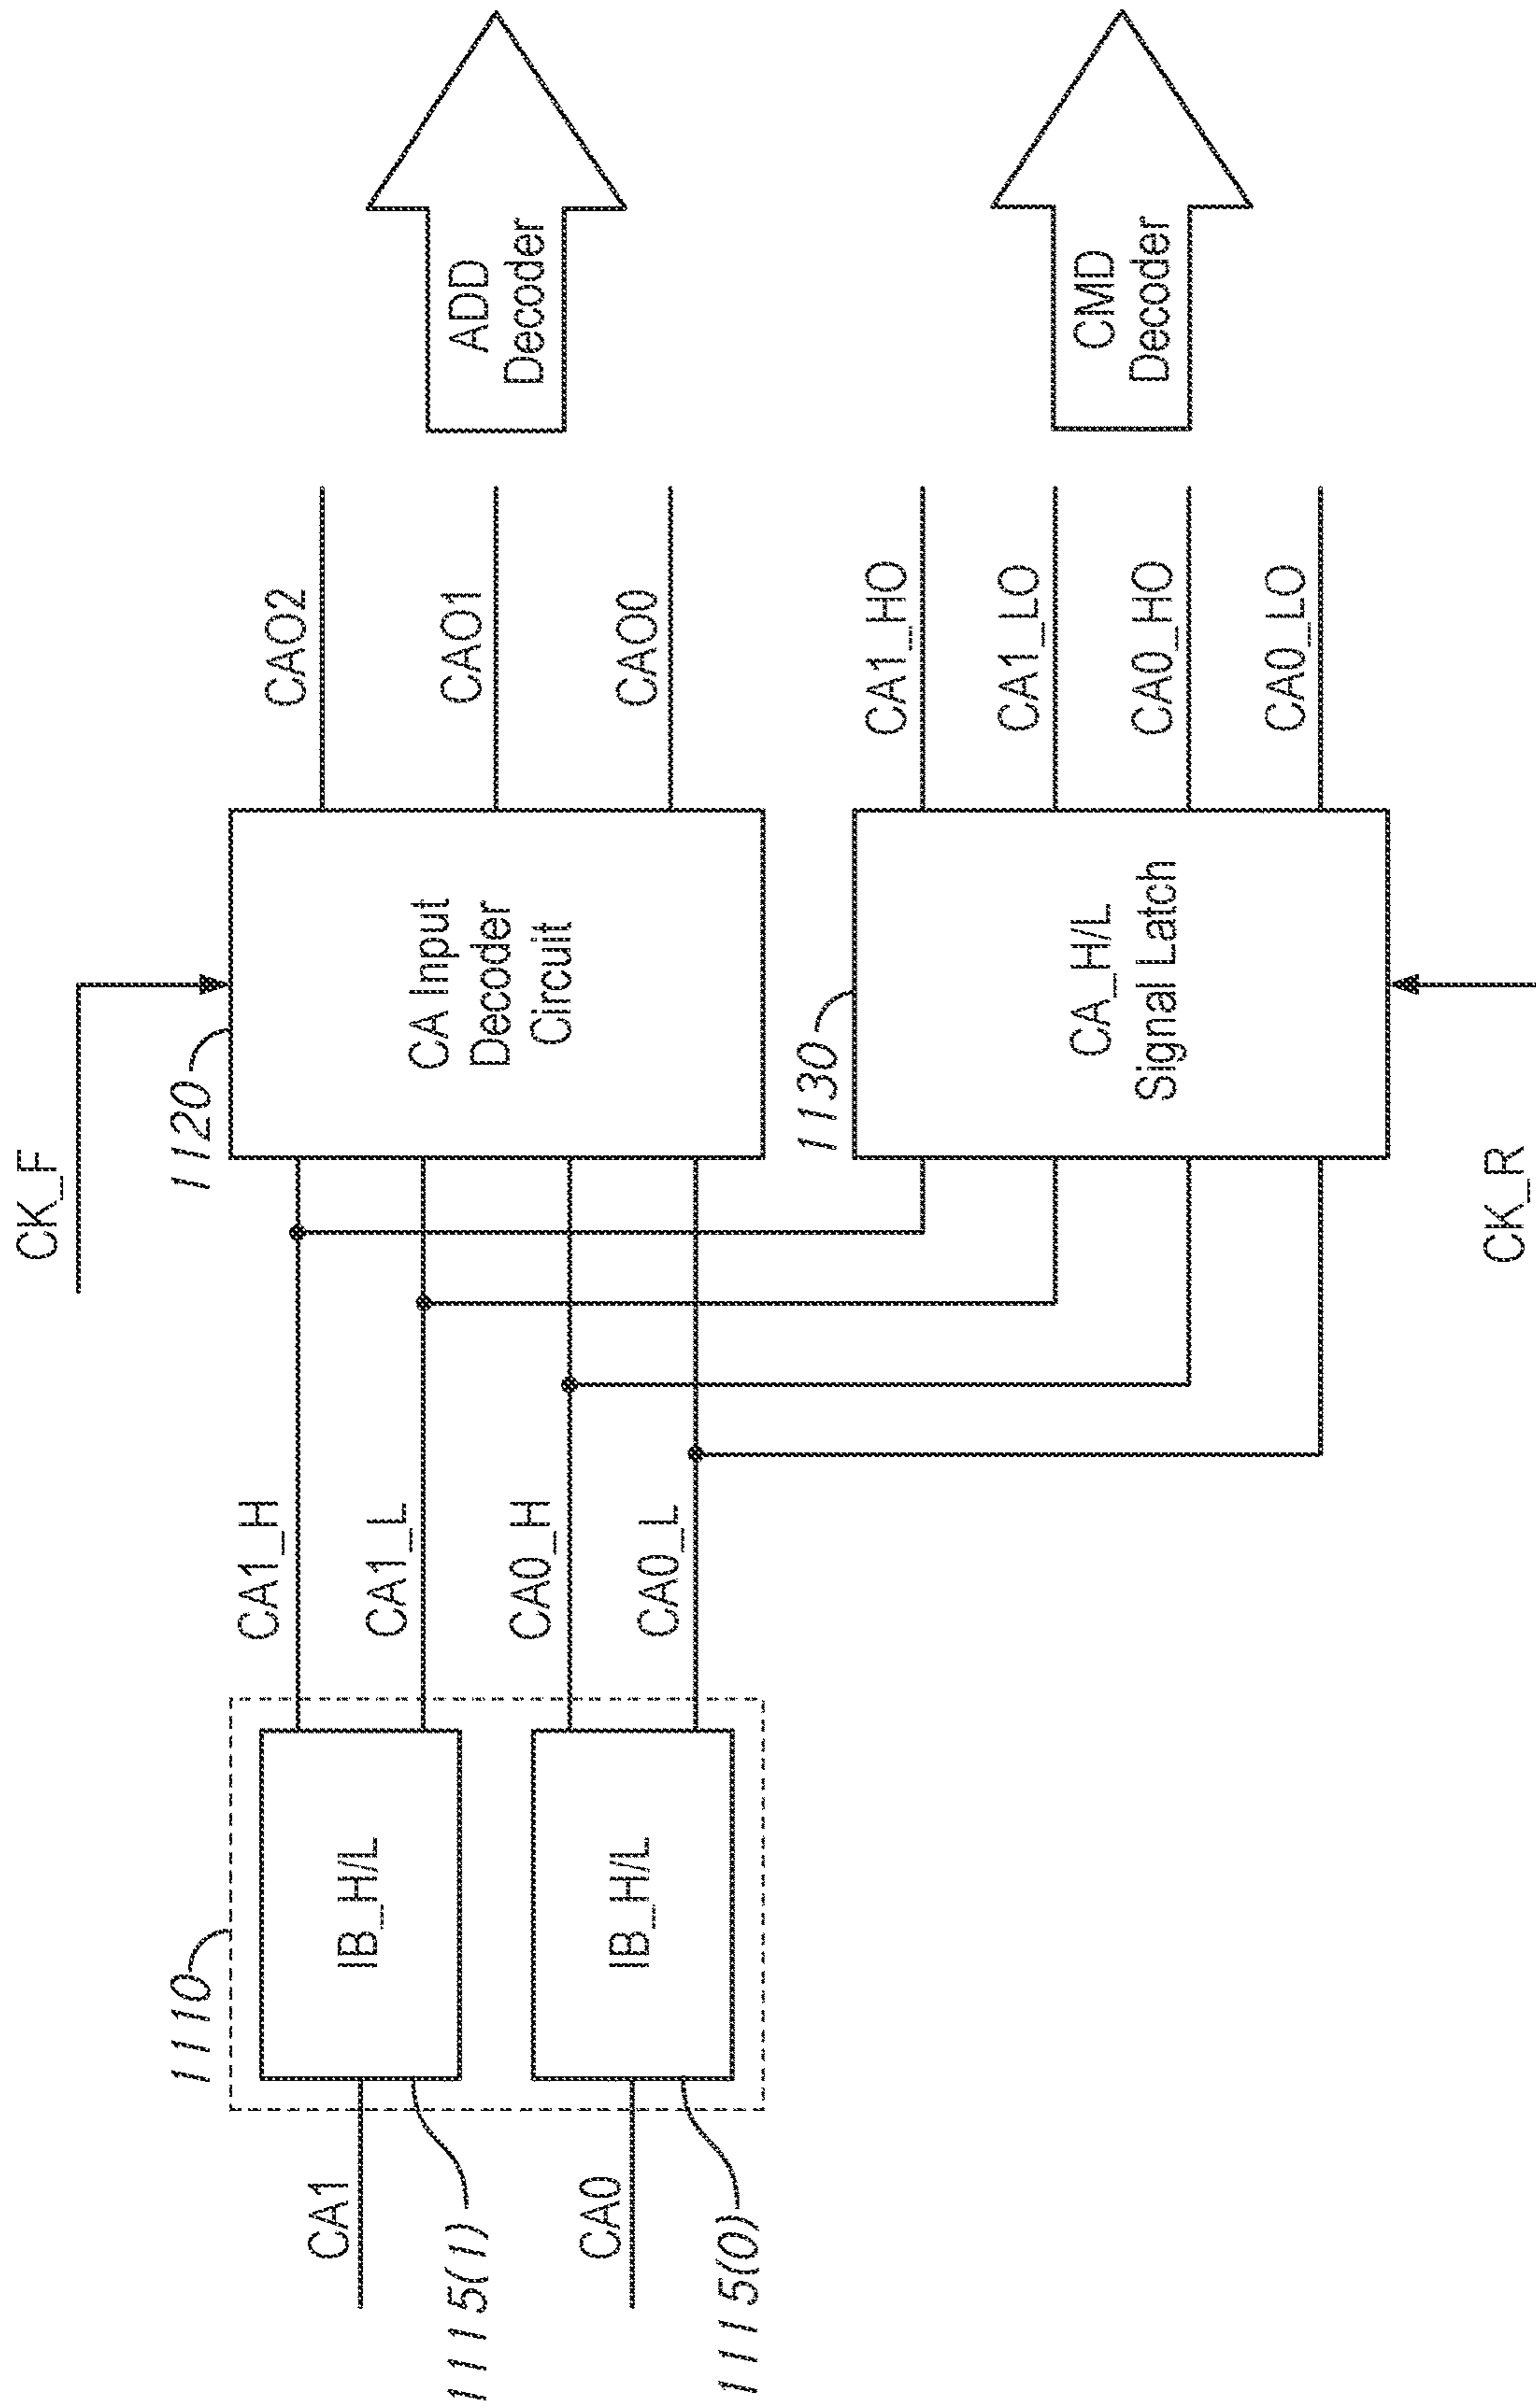 CK_F
1110
CA1
IB_H/L
1115(1)
CA0
IB_H/L
1115(0)
CA1_H
CA1_L
CA0_H
CA0_L
1120
CA Input
Decoder
Circuit
CAO2
CAO1
CAO0
ADD
Decoder
1130
CA_H/L
Signal Latch
CA1_HO
CA1_LO
CA0_HO
CA0_LO
CMD
Decoder
CK_R